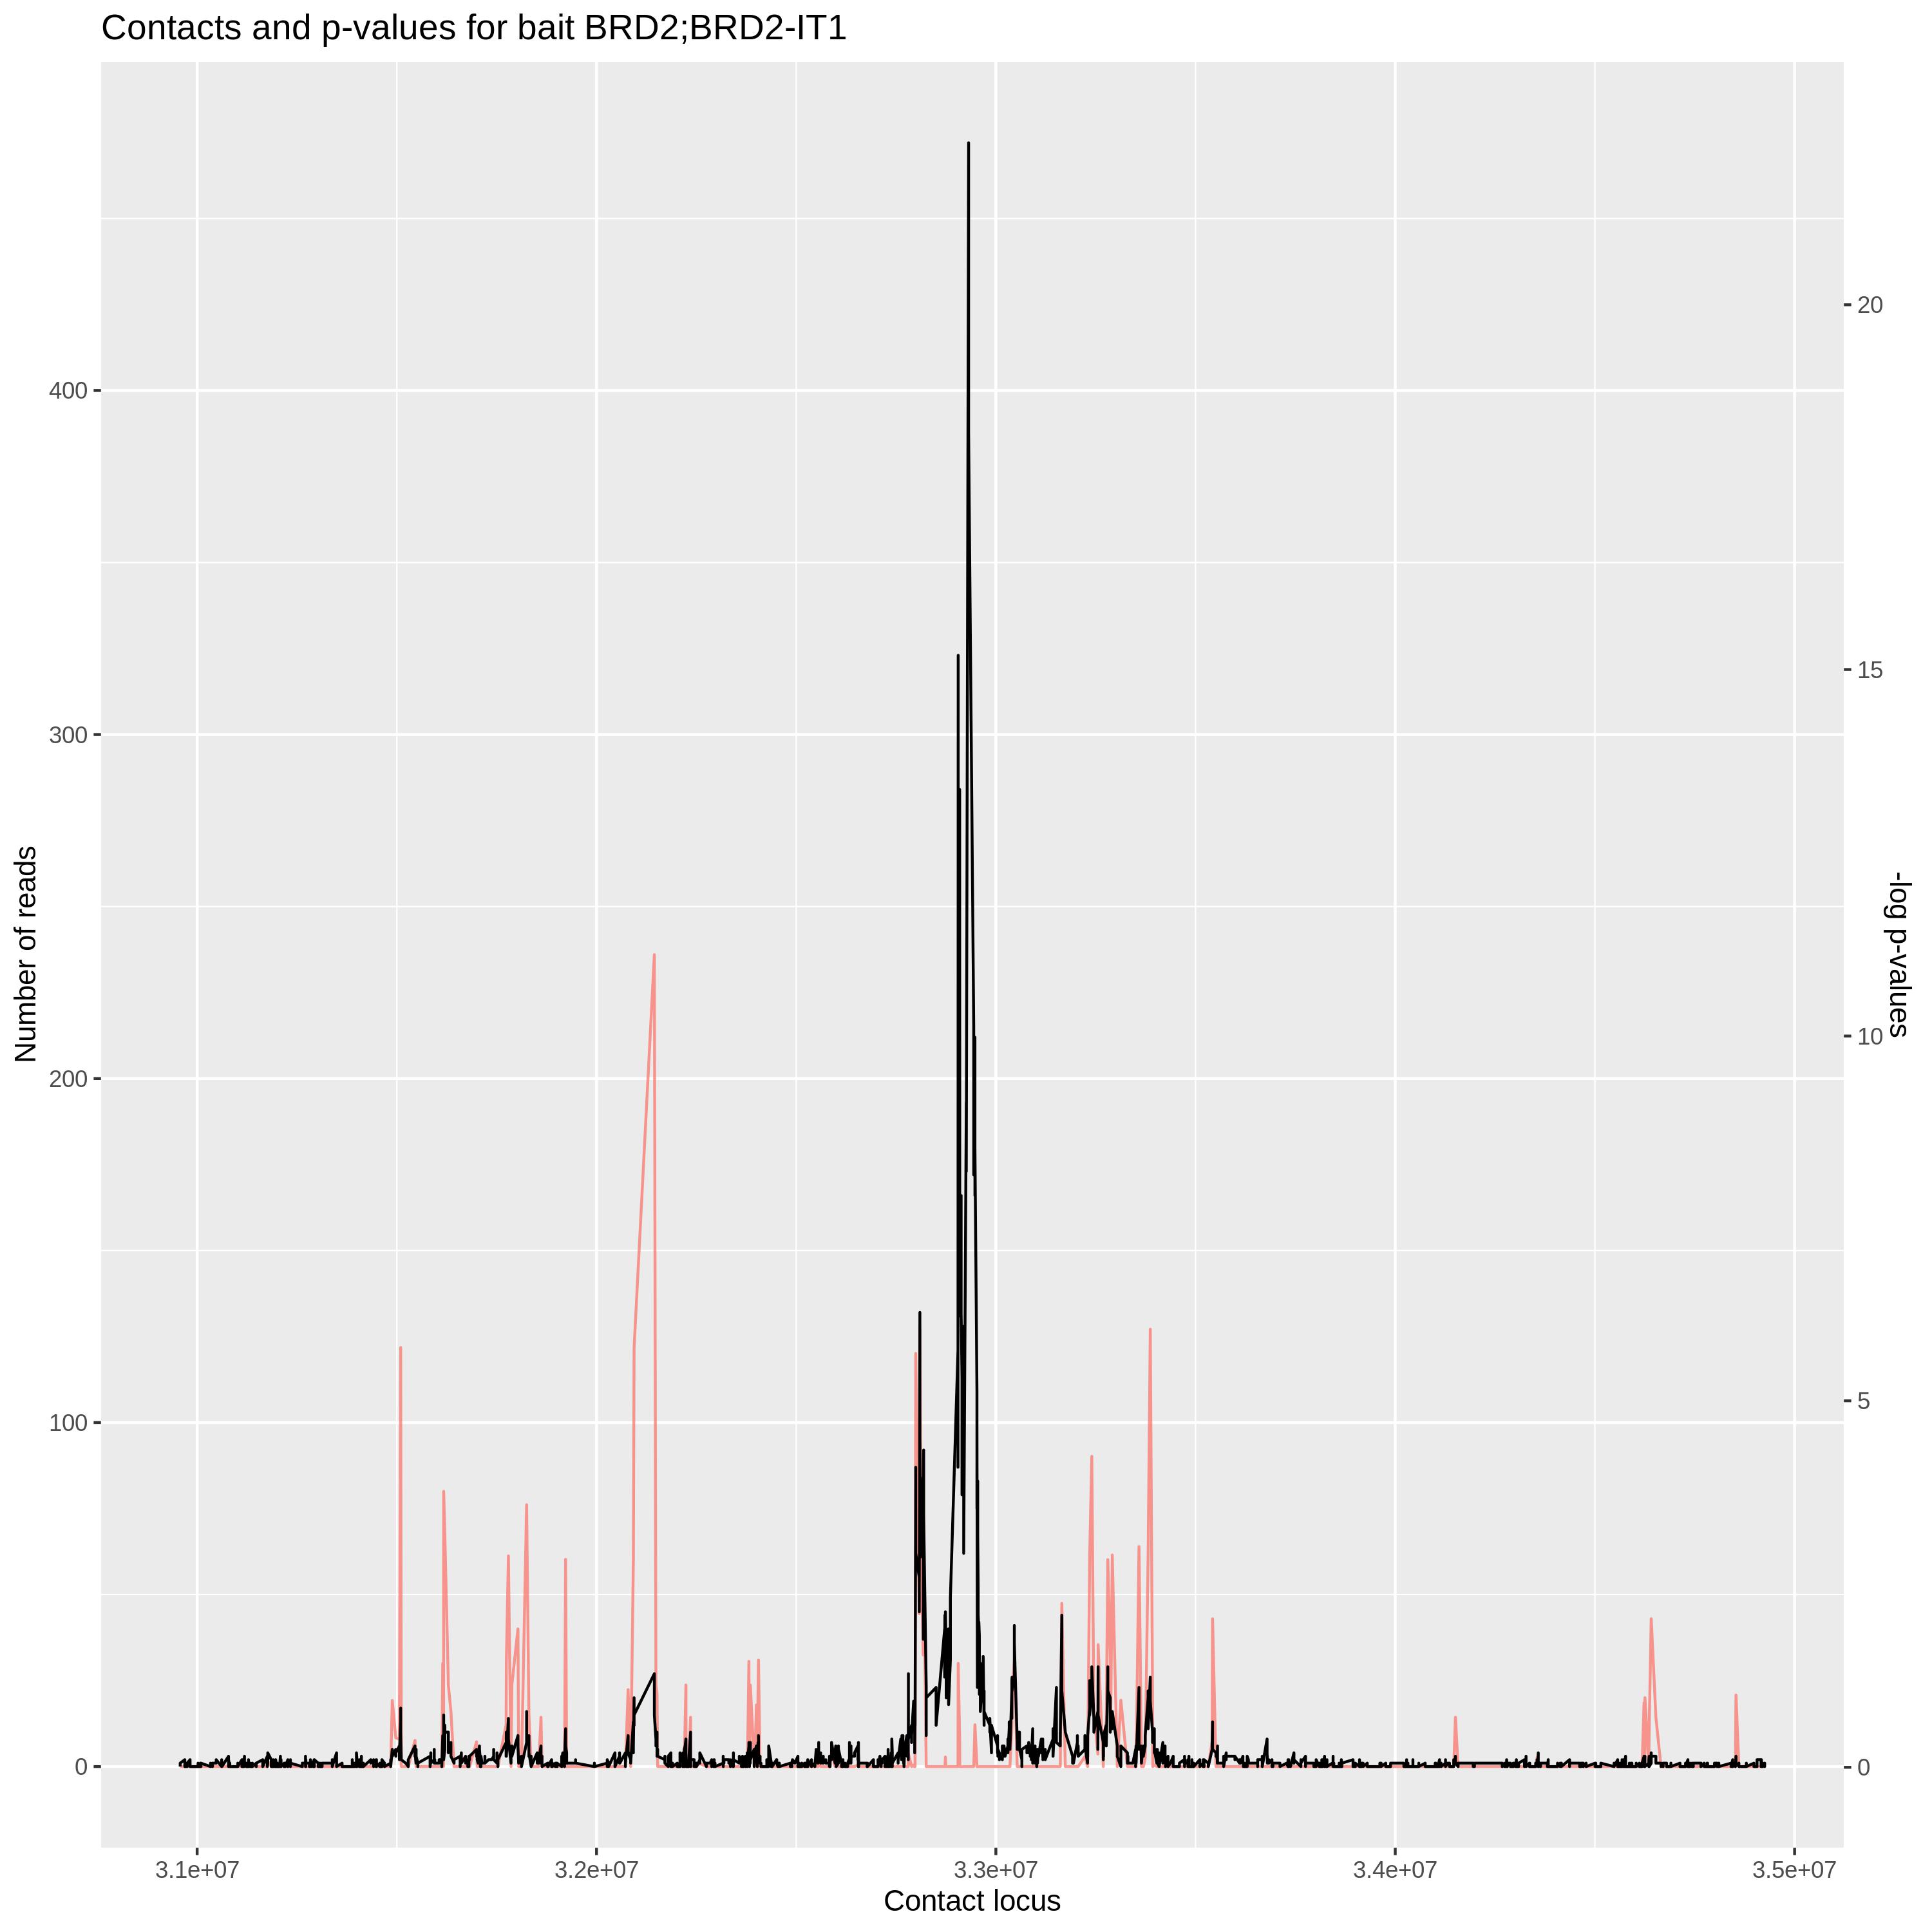 Contacts and p-values for bait BRD2;BRD2-IT1
Number of reads
400
300
200
100
0
20
15
10
5
0
-log p-values
3.1e+07 3.2e+07 3.3e+07 3.4e+07 3.5e+07
Contact locus